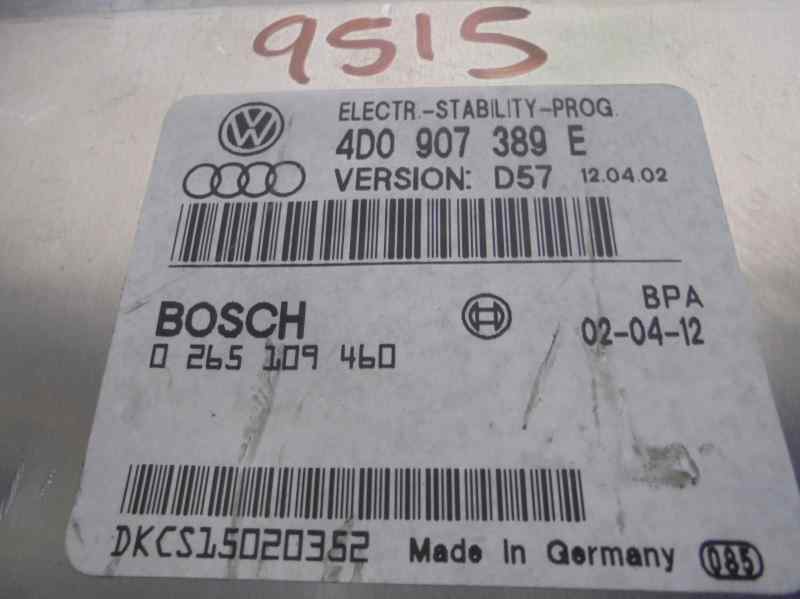 9515
ELECTR.-STABILITY-PROG.
4D0 907 389 E
VERSION: D57 12.04.02
BPA
BOSCH
02-04-12
0 265 109 460
DKCS15020352
Made in Germany 085